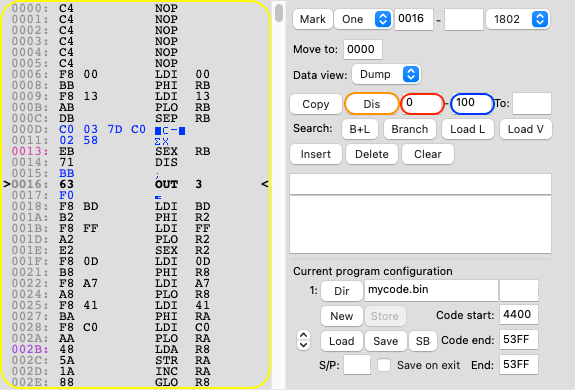 0000: C4 NOP
0002: C4 NOP
0003: C4 NOP
0004: C4 NOP
0005: C4 NOP
0006: F8 00 LDI 00
0008: BB PHI RB
0009: F8 13 LDI 13
000B: AB PLO RB
000C: DB SEP RB
000D: C0 03 7D C0
0011: 02 58
0013: EB SEX RB
0014: 71 DIS
0015: BB ;
>0016: 63 OUT 3 <
0017: F0
0018: F8 BD LDI BD
001A: B2 PHI R2
001B: F8 FF LDI FF
001D: A2 PLO R2
001E: E2 SEX R2
001F: F8 0D LDI 0D
0021: B8 PHI R8
0022: F8 A7 LDI A7
0024: A8 PLO R8
0025: F8 41 LDI 41
0027: BA PHI RA
0028: F8 C0 LDI C0
002A: AA PLO RA
002B: 48 LDA R8
002C: 5A STR RA
002D: 1A INC RA
002E: 88 GLO R8
Mark One 0016 - 1802
Move to: 0000
Data view: Dump
Copy Dis 0 - 100 To:
Search: B+L Branch Load L Load V
Insert Delete Clear
Current program configuration
1: Dir mycode.bin
New Store Code start: 4400
Load Save SB Code end: 53FF
S/P: Save on exit End: 53FF